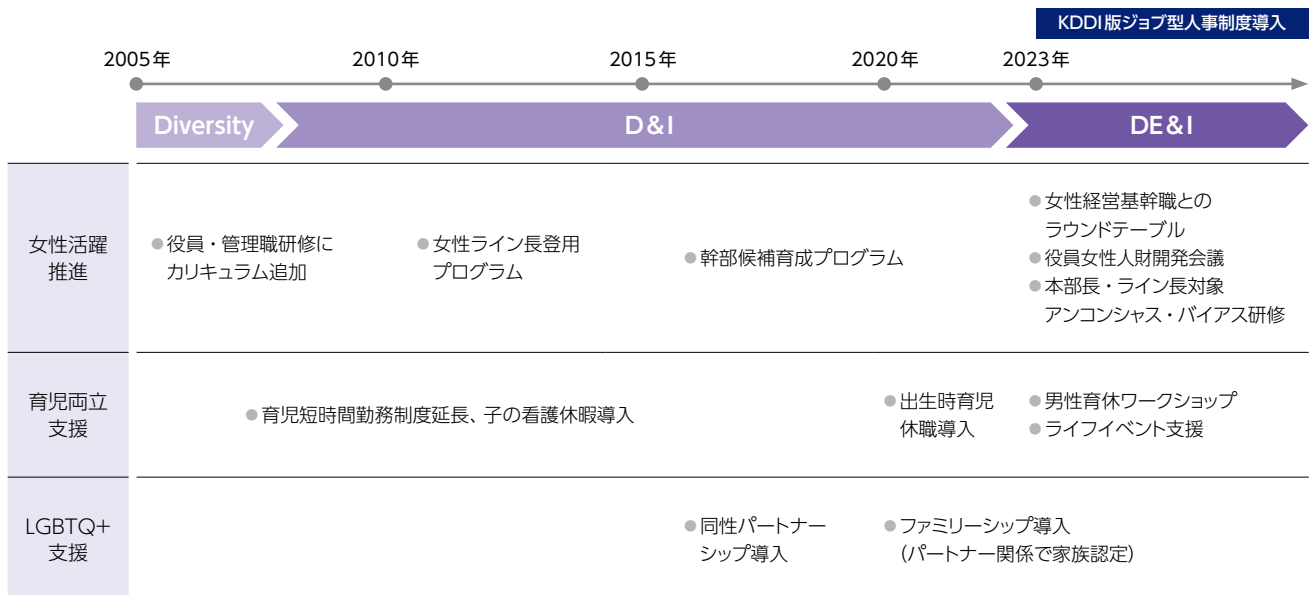 KDDI版ジョブ型人事制度導入
2005年
2010年
2015年
2020年
2023年
Diversity
D&I
DE&I
女性活躍
推進
●役員・管理職研修に
カリキュラム追加
●女性ライン長登用
プログラム
●幹部候補育成プログラム
●女性経営基幹職との
ラウンドテーブル
●役員女性人財開発会議
●本部長・ライン長対象
アンコンシャス・バイアス研修
育児両立
支援
●育児短時間勤務制度延長、子の看護休暇導入
●出生時育児
休職導入
●男性育休ワークショップ
●ライフイベント支援
LGBTQ+
支援
●同性パートナー
シップ導入
●ファミリーシップ導入
(パートナー関係で家族認定)